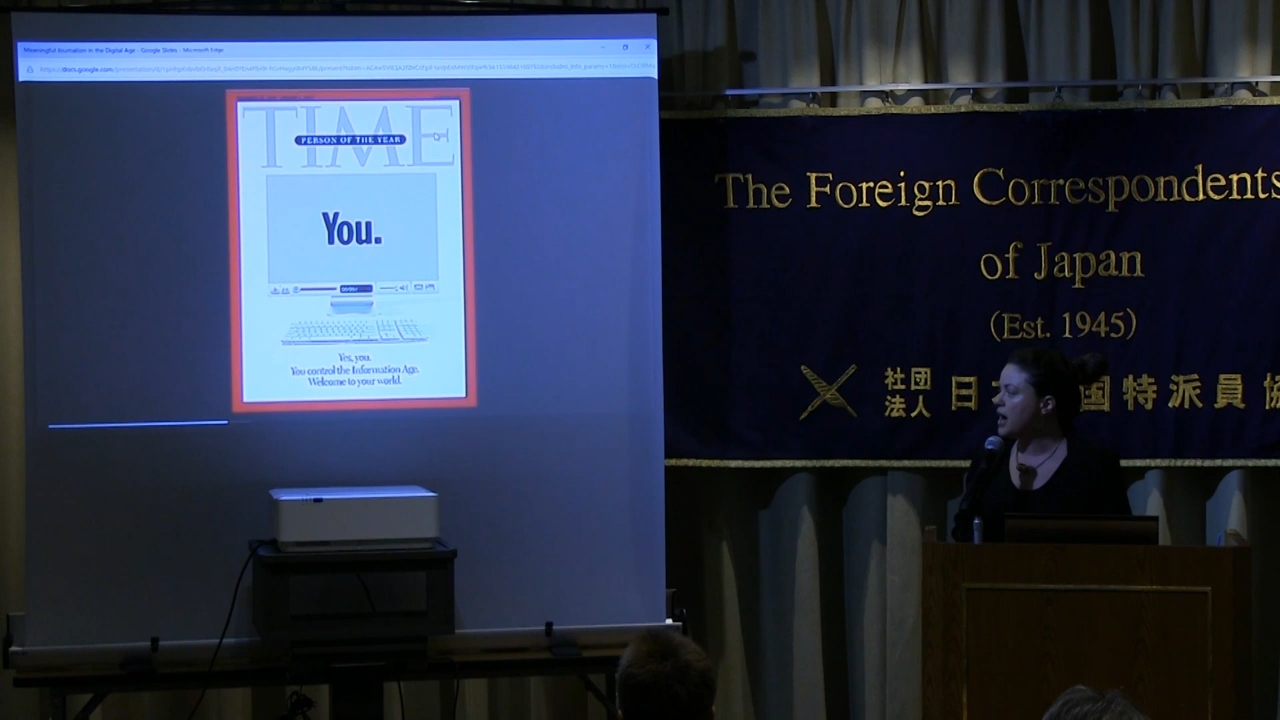 Meaningful Journalism in the Digital Age - Google Slides - Microsoft Edge
TIME
PERSON OF THE YEAR
You.
Yes, you.
You control the Information Age.
Welcome to your world.
The Foreign Correspondents
of Japan
(Est. 1945)
社団
法人
日 国特派員協